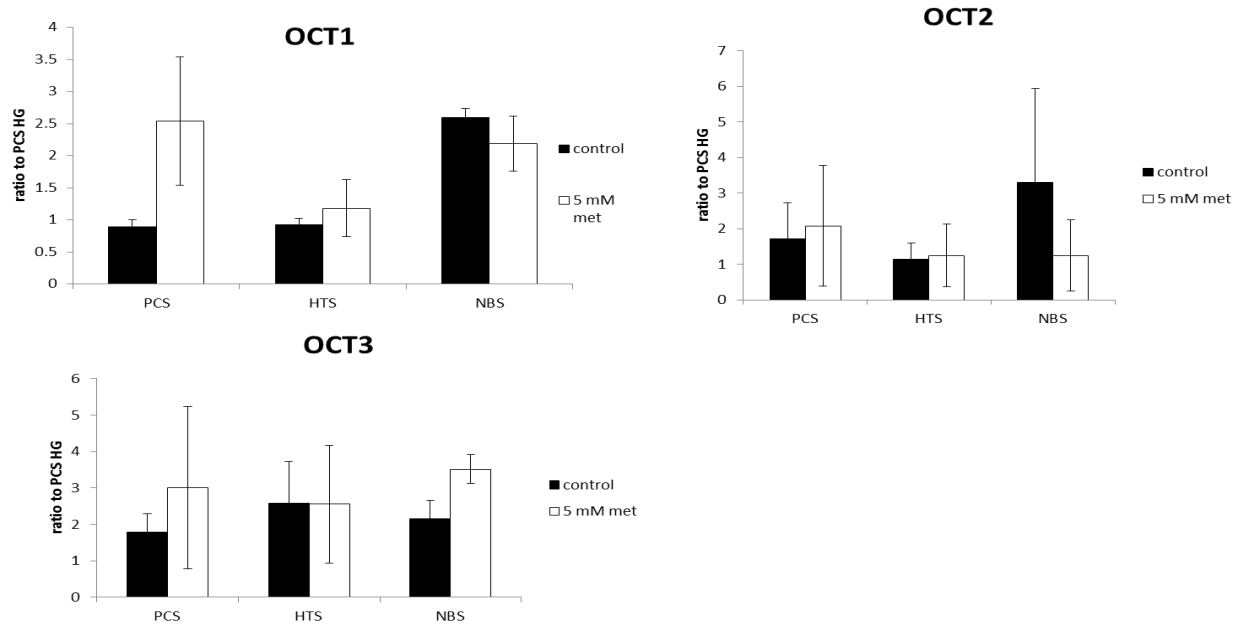 OCT1
ratio to PCS HG
4
3.5
3
2.5
2
1.5
1
0.5
0
PCS
HTS
NBS
control
5 mM
met
OCT2
ratio to PCS HG
7
6
5
4
3
2
1
0
PCS
HTS
NBS
control
5 mM met
OCT3
ratio to PCS HG
6
5
4
3
2
1
0
PCS
HTS
NBS
control
5 mM met